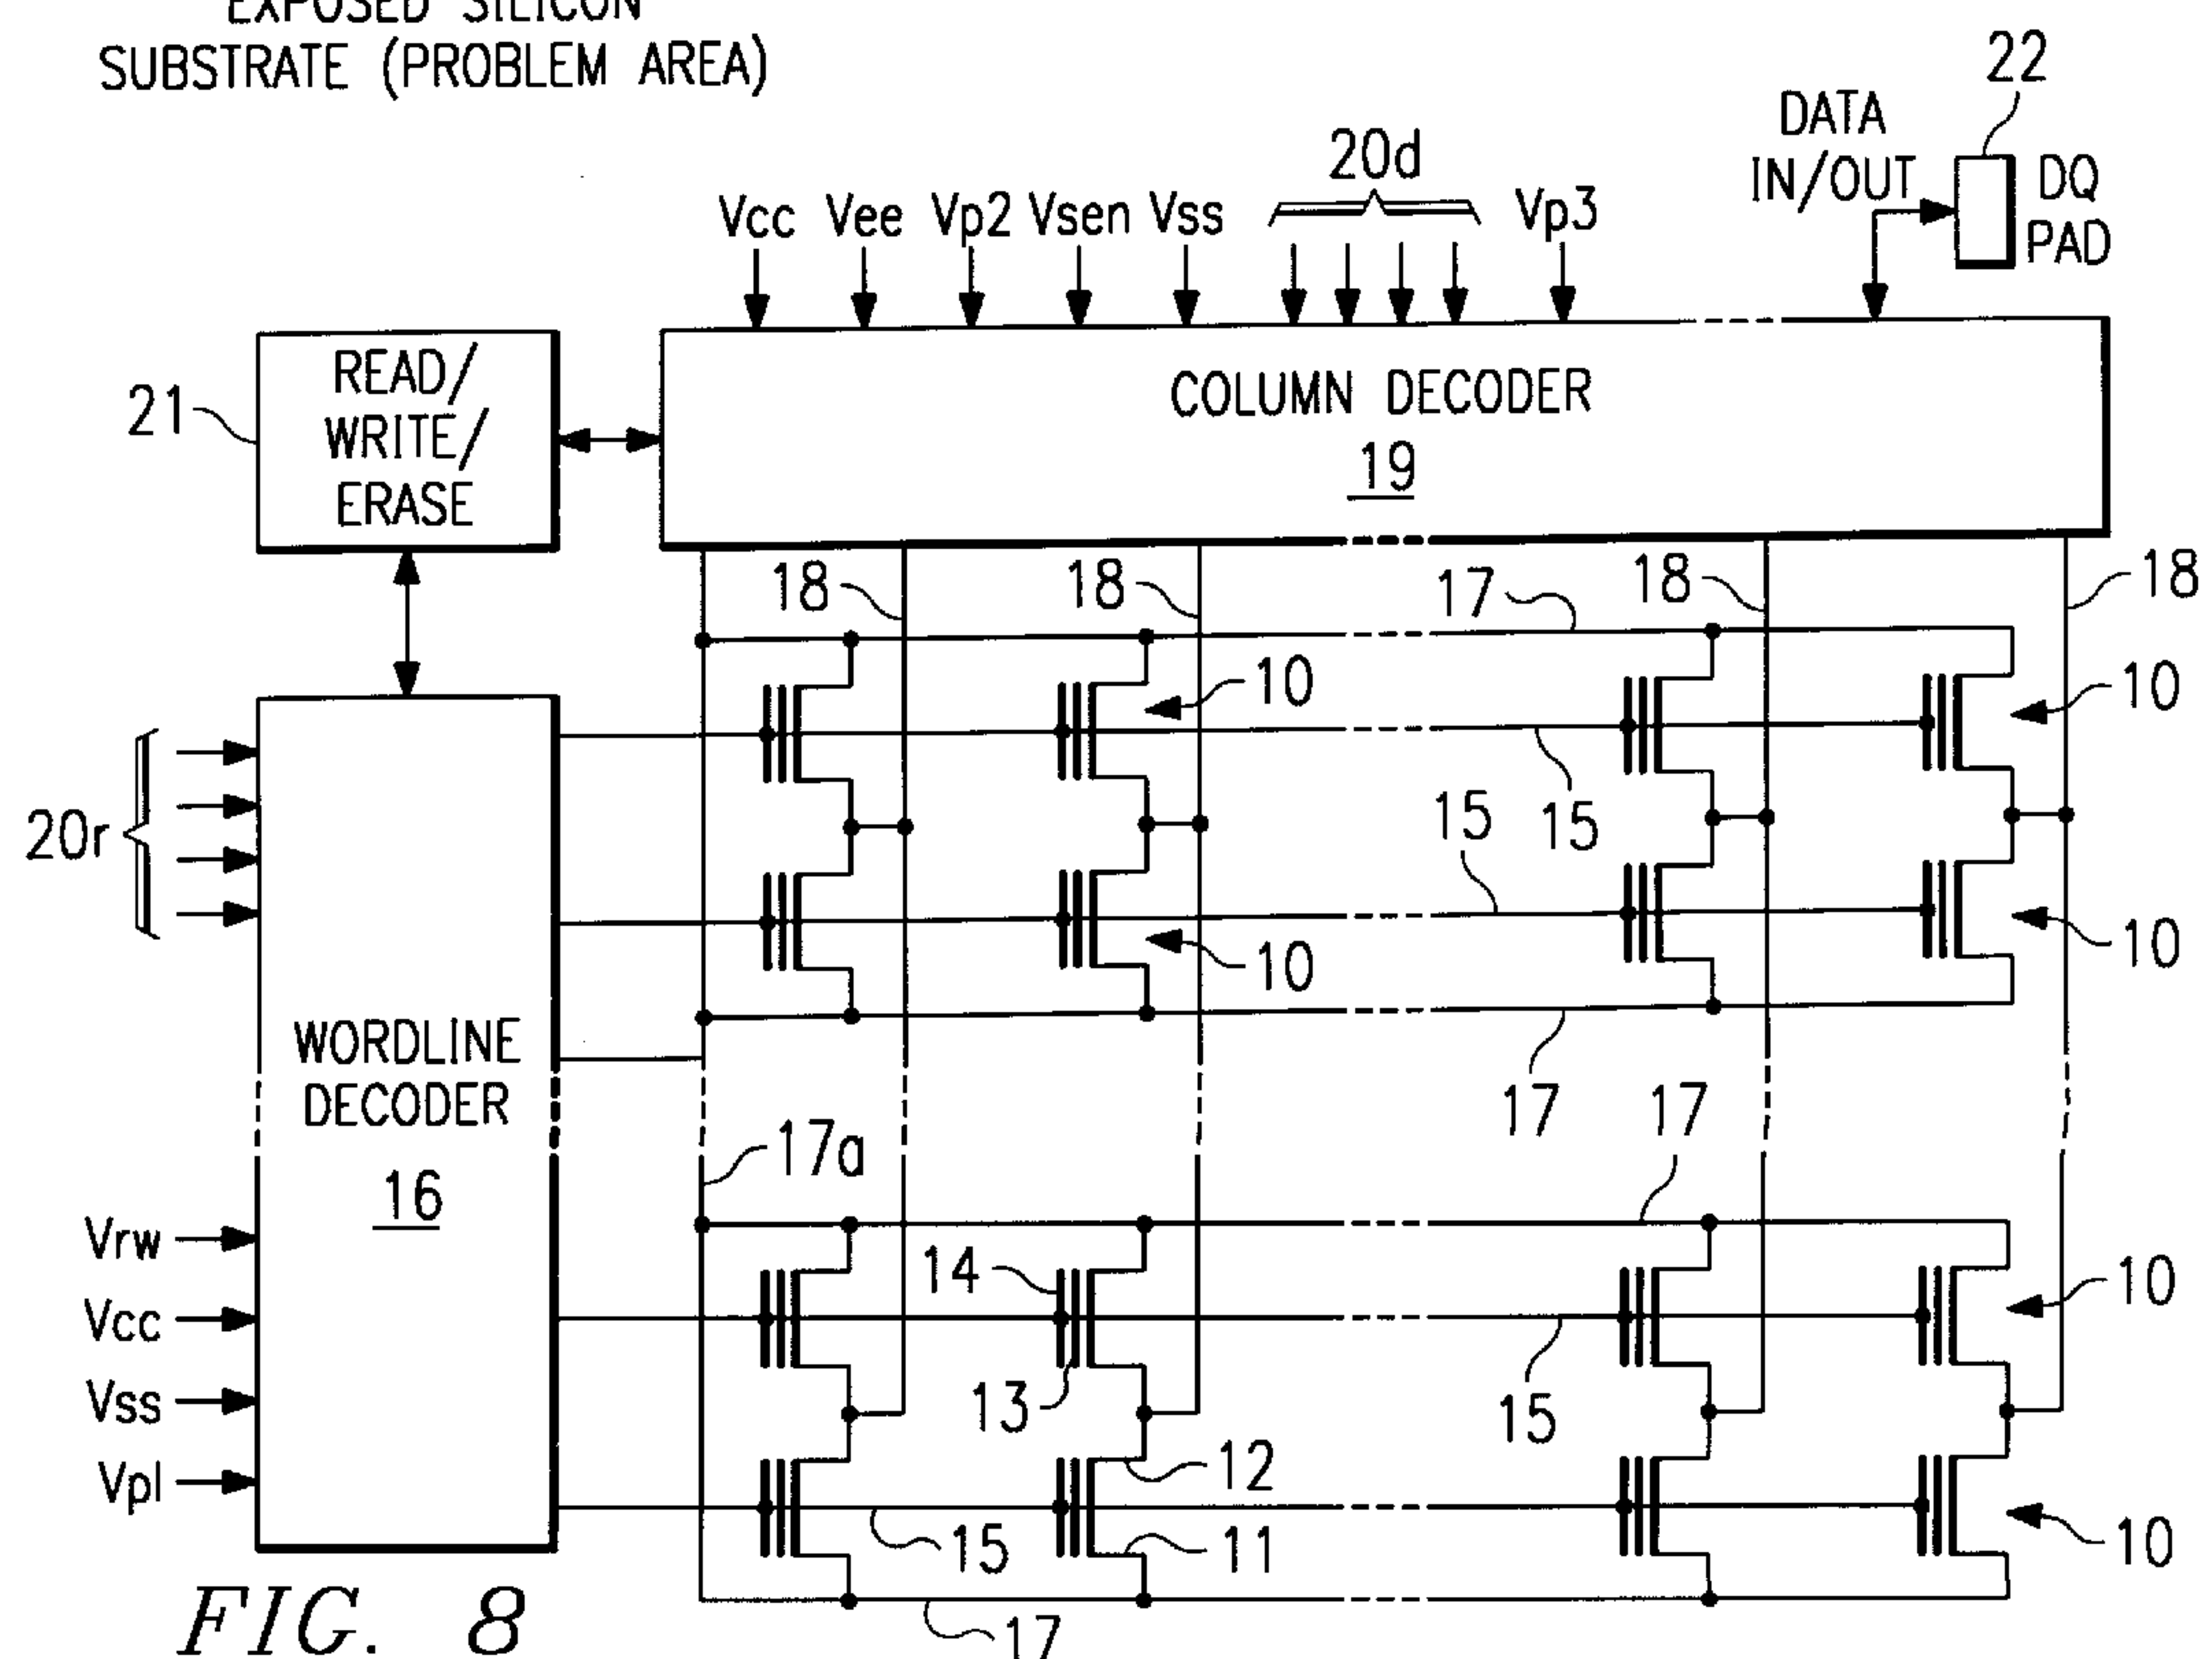 EXPOSED SILICON
SUBSTRATE (PROBLEM AREA)
22
DATA
IN/OUT
DQ
PAD
20d
Vcc Vee Vp2 Vsen Vss Vp3
READ/
WRITE/
ERASE
21
COLUMN DECODER
19
18 18 17 18 18
10 10
20r
15 15
10 10
WORDLINE
DECODER
16
17 17
17a
Vrw
Vcc
Vss
Vpl
14 10
13 15
12
15 11 10
17
FIG. 8